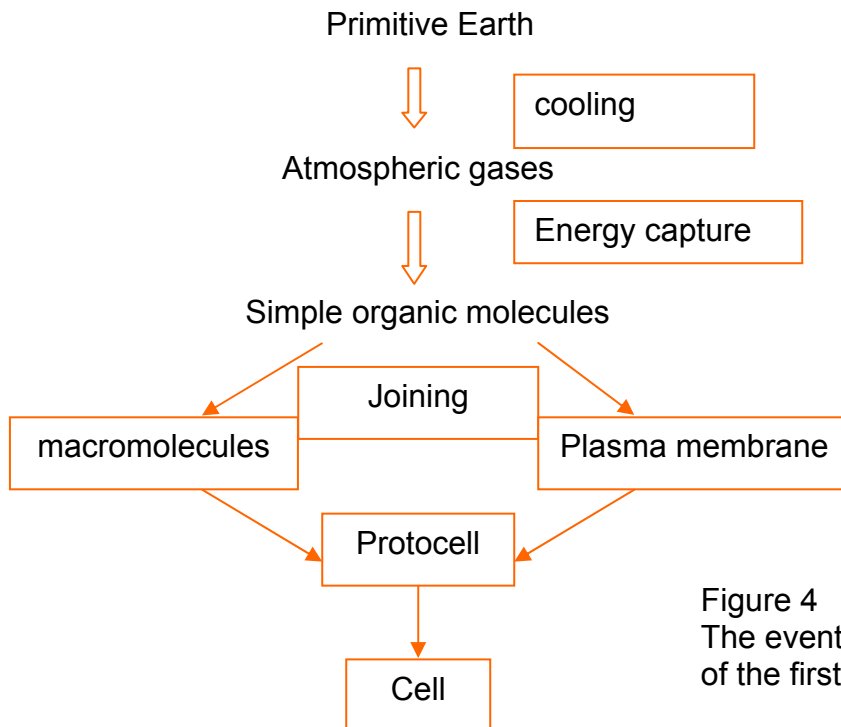 Primitive Earth
cooling
Atmospheric gases
Energy capture
Simple organic molecules
Joining
macromolecules
Plasma membrane
Protocell
Figure 4
The event
of the first
Cell